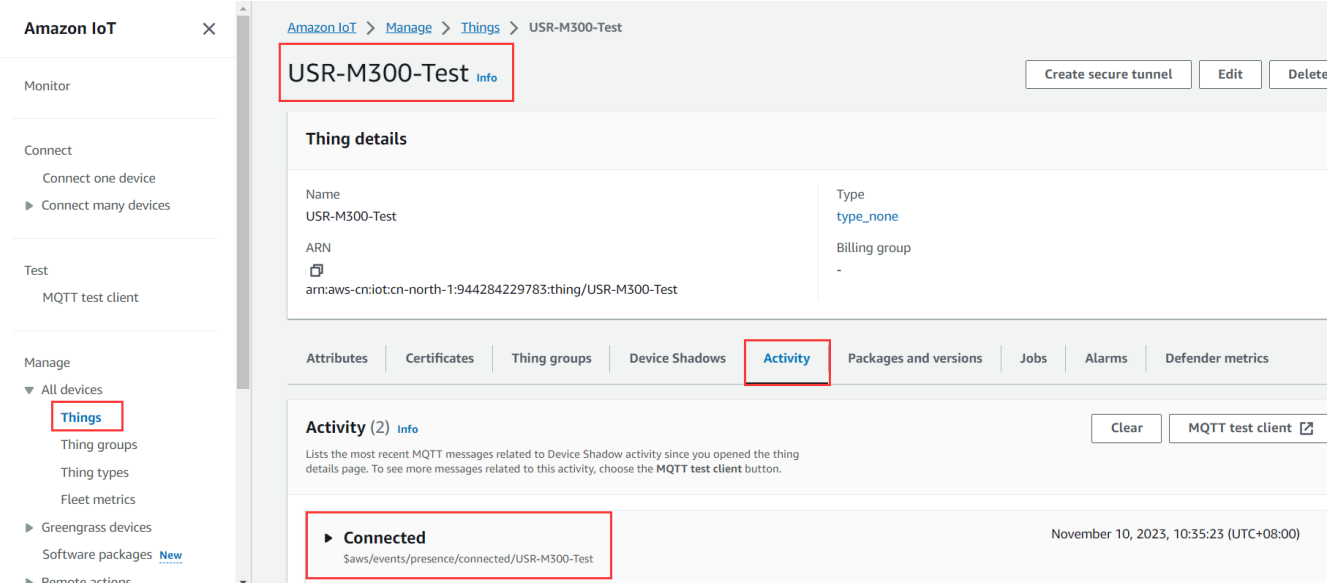 Amazon IoT
Monitor
Connect
Connect one device
Connect many devices
Test
MQTT test client
Manage
All devices
Things
Thing groups
Thing types
Fleet metrics
Greengrass devices
Software packages New
Remote actions
Amazon IoT > Manage > Things > USR-M300-Test
USR-M300-Test Info
Create secure tunnel
Edit
Delete
Thing details
Name
USR-M300-Test
ARN
arn:aws-cn:iot:cn-north-1:944284229783:thing/USR-M300-Test
Type
type_none
Billing group
-
Attributes
Certificates
Thing groups
Device Shadows
Activity
Packages and versions
Jobs
Alarms
Defender metrics
Activity (2) Info
Lists the most recent MQTT messages related to Device Shadow activity since you opened the thing
details page. To see more messages related to this activity, choose the MQTT test client button.
Clear
MQTT test client
Connected
$aws/events/presence/connected/USR-M300-Test
November 10, 2023, 10:35:23 (UTC+08:00)